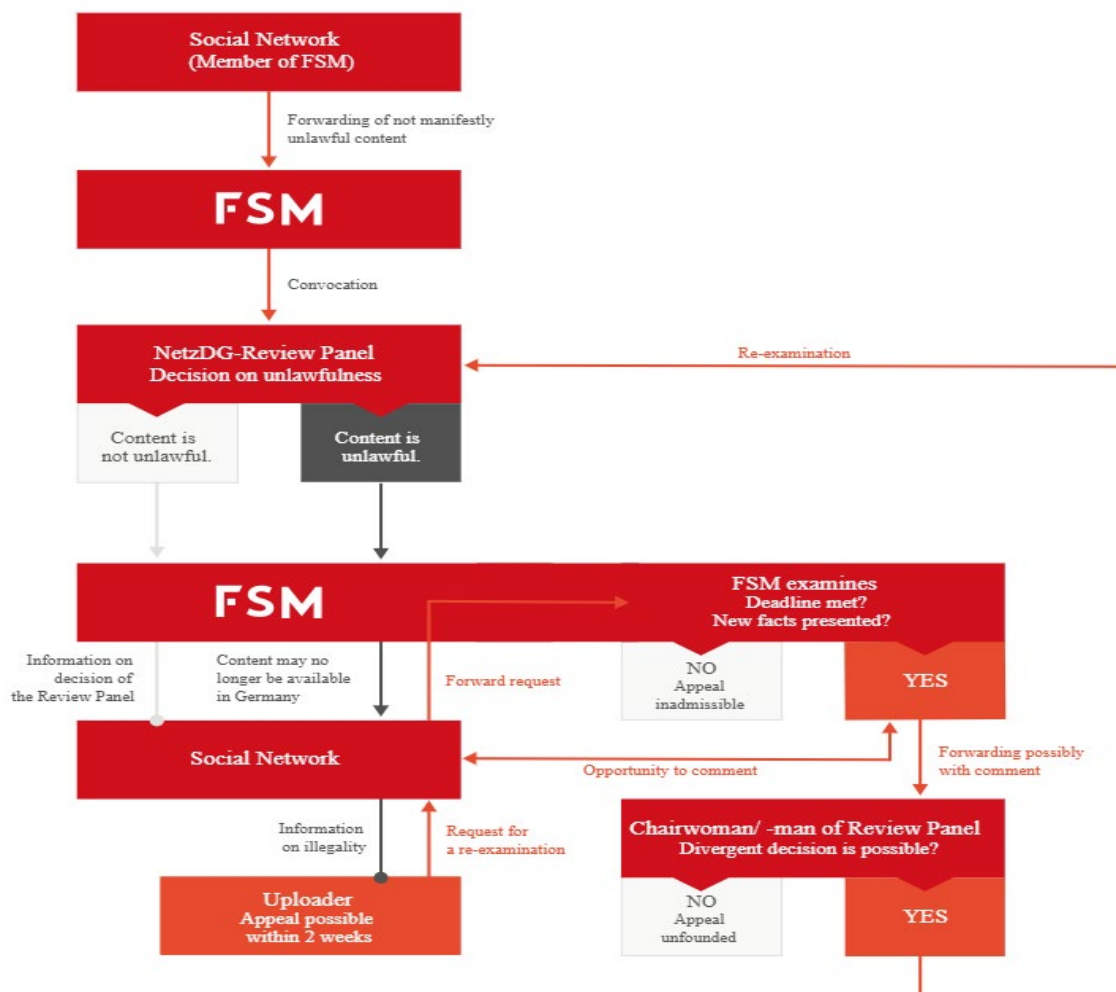 Social Network
(Member of FSM)
Forwarding of not manifestly
unlawful content
FSM
Convocation
NetzDG-Review Panel
Decision on unlawfulness
Re-examination
Content is
not unlawful.
Content is
unlawful.
FSM
FSM examines
Deadline met?
New facts presented?
Information on
decision of
the Review Panel
Content may no
longer be available
in Germany
Forward request
NO
Appeal
inadmissible
YES
Social Network
Opportunity to comment
Forwarding possibly
with comment
Information
on illegality
Request for
a re-examination
Chairwoman/ -man of Review Panel
Divergent decision is possible?
Uploader
Appeal possible
within 2 weeks
NO
Appeal
unfounded
YES